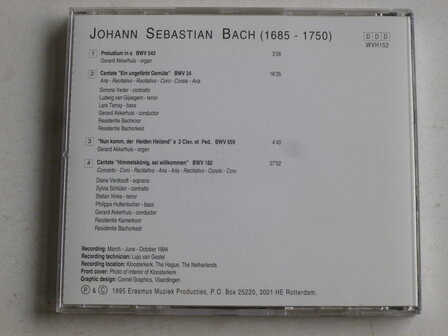 JOHANN SEBASTIAN BACH (1685 - 1750)
DDD
WVH152
1 Preludium in a BWV 543 3'28
Gerard Akkerhuis - organ
2 Cantate "Ein ungefärbt Gemüte" BWV 24 16'35
Aria - Recitativo - Coro - Recitativo - Aria - Corale
Simone Veder - contralto
Ludwig van Gijsegem - tenor
Lars Terray - bass
Gerard Akkerhuis - conductor
Residentie Bachkoor
Residentie Bachorkest
3 "Nun komm, der Heiden Heiland" a 2 Clav. et Ped. BWV 659 4'40
Gerard Akkerhuis - organ
4 Cantate "Himmelskönig, sei willkommen" BWV 182 27'02
Concerto - Coro - Recitativo - Aria - Aria - Recitativo - Corale - Coro
Diane Verdoodt - soprano
Sylvia Schlüter - contralto
Stefan Vinke - tenor
Philippe Huttenlocher - bass
Gerard Akkerhuis - conductor
Residentie Kamerkoor
Residentie Bachorkest
Recording: March - June - October 1994
Recording technician: Lujo van Gestel
Recording location: Kloosterkerk, The Hague, The Netherlands
Front cover: Photo of Interior of Kloosterkerk
Graphic design: Comel Graphics, Vlaardingen
P & C 1995 Erasmus Muziek Producties, P.O. Box 25220, 3001 HE Rotterdam.